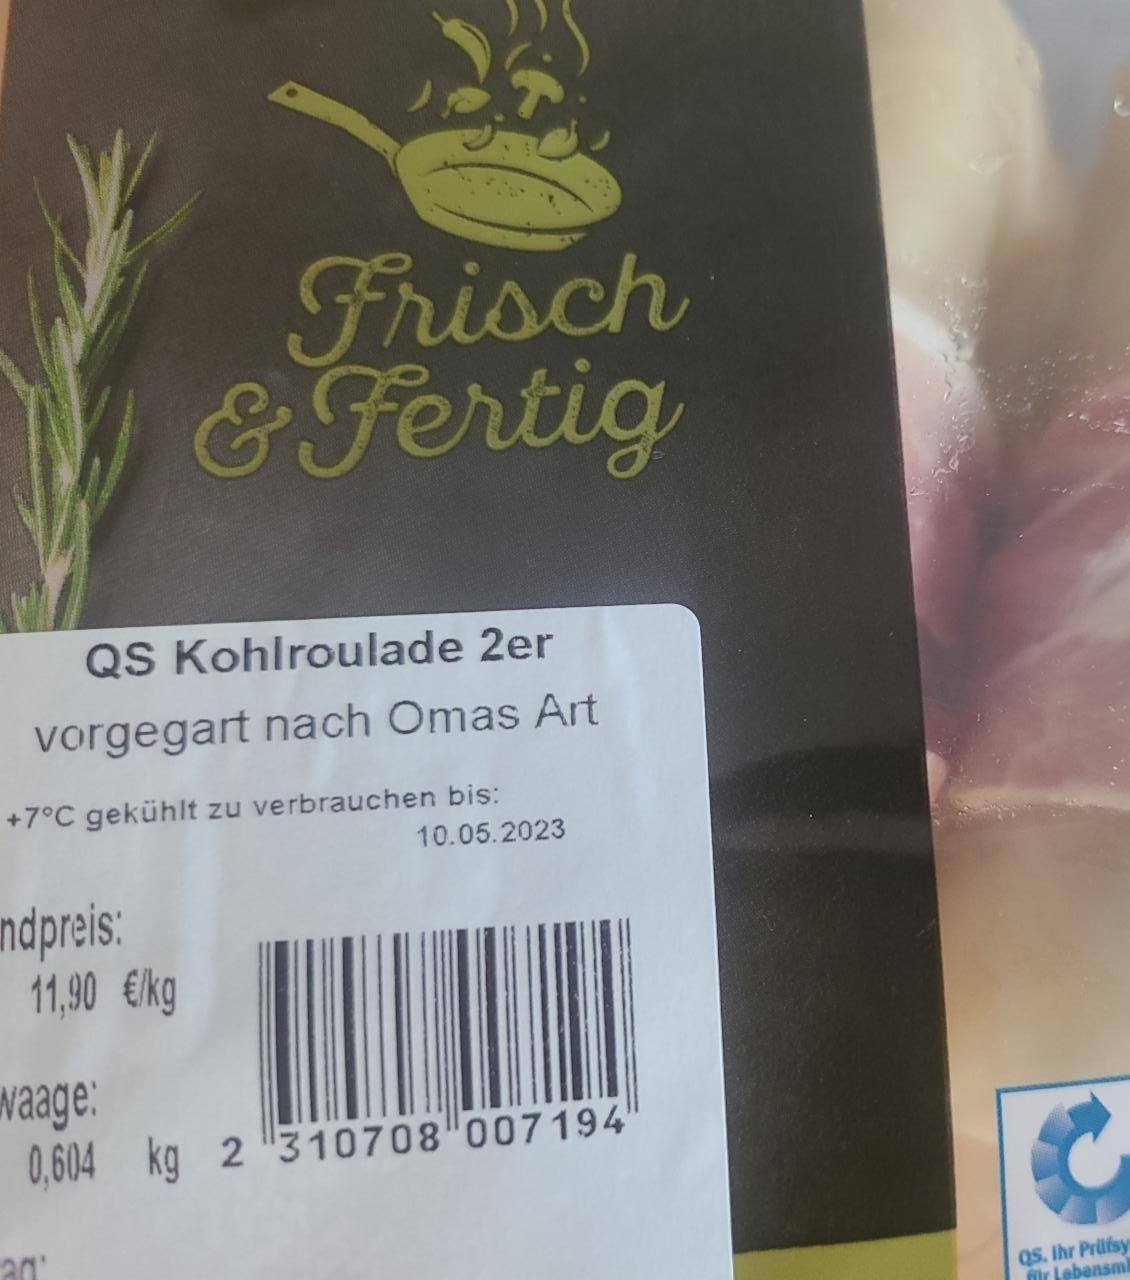 Frisch
& Fertig
QS Kohlroulade 2er
vorgegart nach Omas Art
+7°C gekühlt zu verbrauchen bis:
10.05.2023
ndpreis:
11,90 €/kg
waage:
0,604 kg
2 310708 007194
QS. Ihr Prüfsy
für Lebensmi